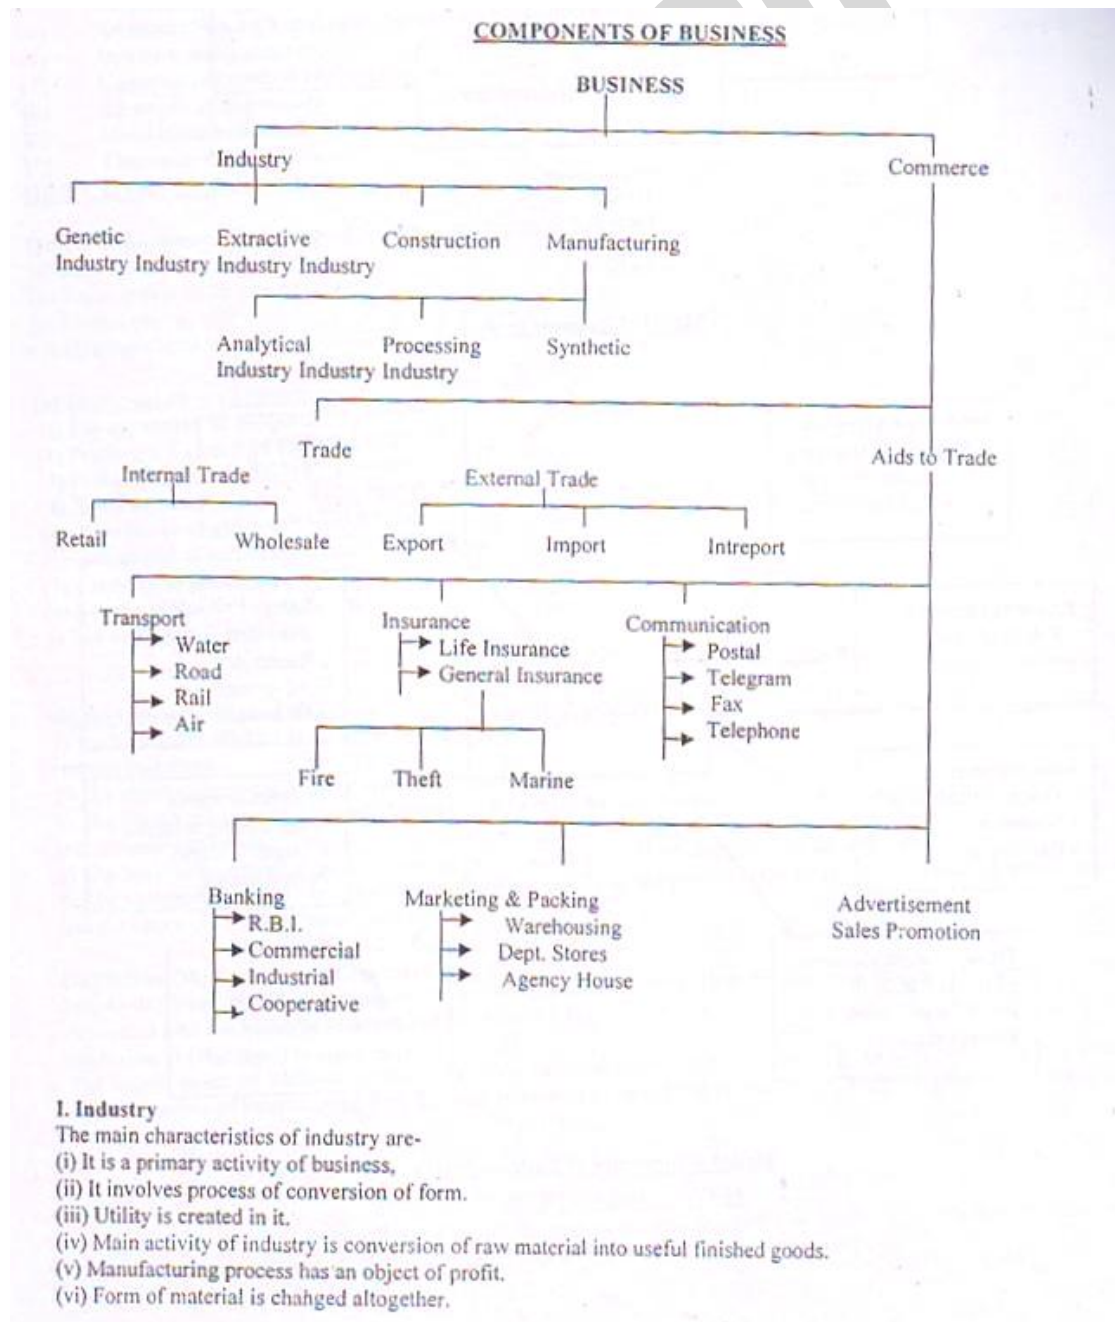 COMPONENTS OF BUSINESS
BUSINESS
Industry
Commerce
Genetic Extractive Construction Manufacturing
Industry Industry Industry Industry
Analytical Processing Synthetic
Industry Industry Industry
Trade
Aids to Trade
Internal Trade External Trade
Retail Wholesale Export Import Intreport
Transport
Water
Road
Rail
Air
Insurance
Life Insurance
General Insurance
Fire Theft Marine
Communication
Postal
Telegram
Fax
Telephone
Banking
R.B.I.
Commercial
Industrial
Cooperative
Marketing & Packing
Warehousing
Dept. Stores
Agency House
Advertisement
Sales Promotion
I. Industry
The main characteristics of industry are-
(i) It is a primary activity of business,
(ii) It involves process of conversion of form.
(iii) Utility is created in it.
(iv) Main activity of industry is conversion of raw material into useful finished goods.
(v) Manufacturing process has an object of profit.
(vi) Form of material is chahged altogether.